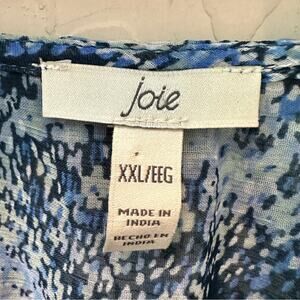 joie
XXL/EEG
MADE IN
INDIA
HECHO EN
INDIA